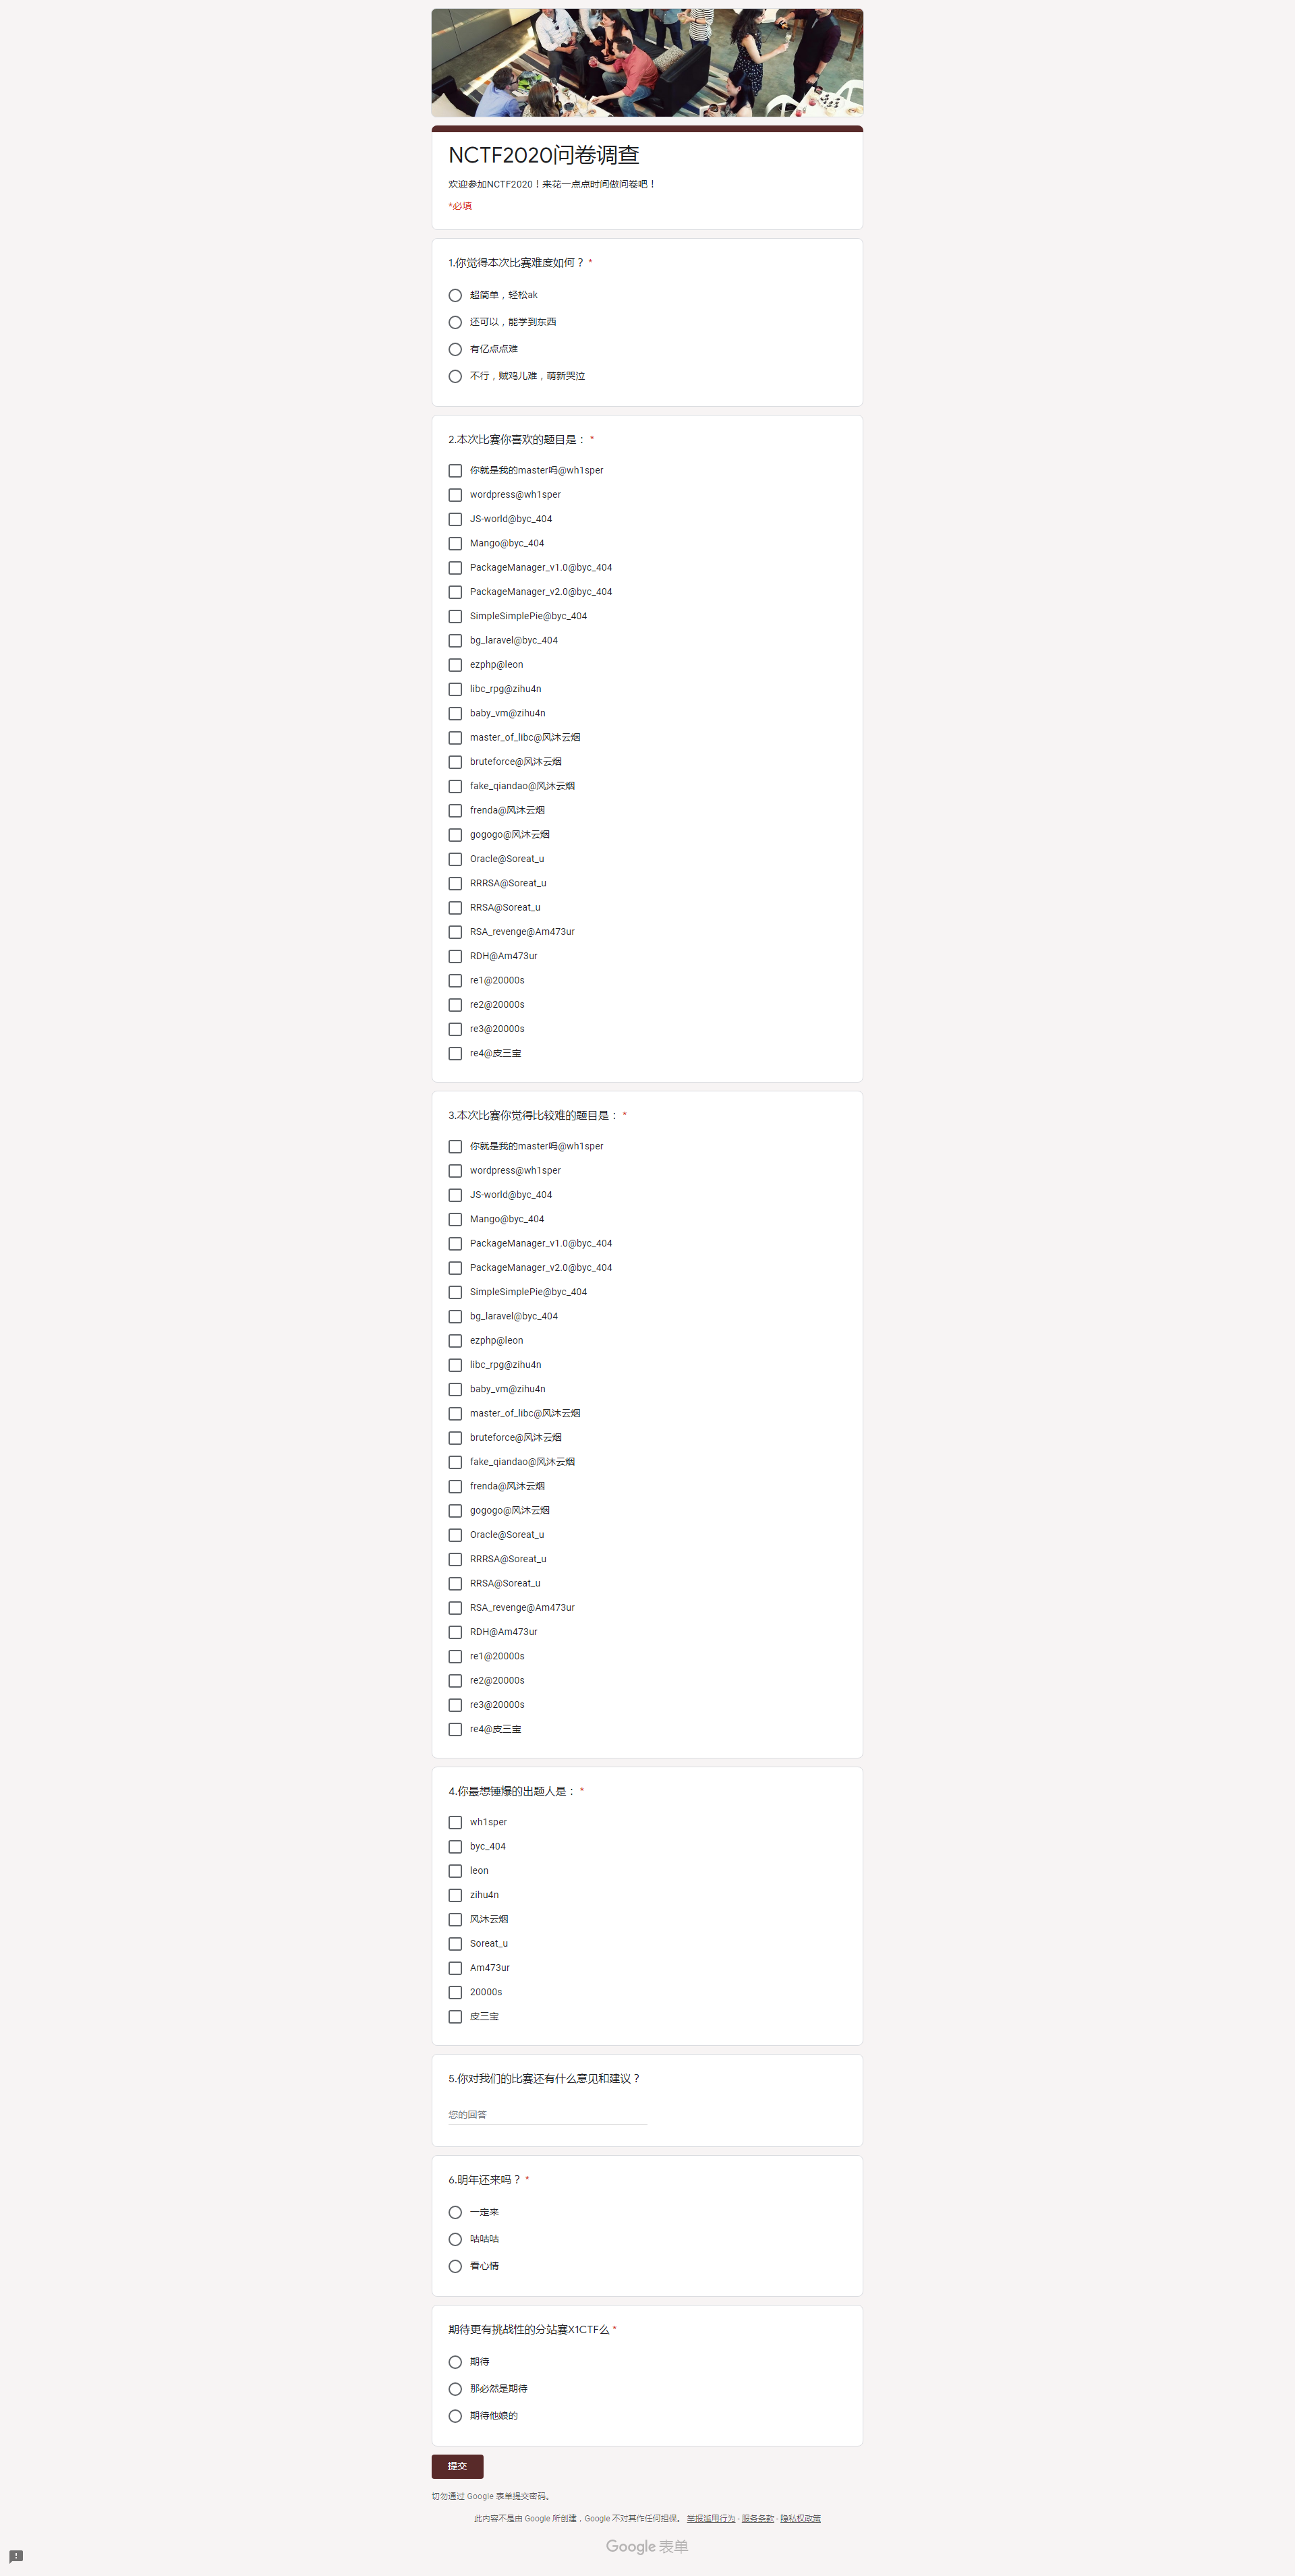 NCTF2020问卷调查
欢迎参加NCTF2020！来花一点点时间做问卷吧！
*必填
1.你觉得本次比赛难度如何？ *
超简单，轻松ak
还可以，能学到东西
有亿点点难
不行，贼鸡儿难，萌新哭泣
2.本次比赛你喜欢的题目是： *
你就是我的master吗@wh1sper
wordpress@wh1sper
JS-world@byc_404
Mango@byc_404
PackageManager_v1.0@byc_404
PackageManager_v2.0@byc_404
SimpleSimplePie@byc_404
bg_laravel@byc_404
ezphp@leon
libc_rpg@zihu4n
baby_vm@zihu4n
master_of_libc@风沐云烟
bruteforce@风沐云烟
fake_qiandao@风沐云烟
frenda@风沐云烟
gogogo@风沐云烟
Oracle@Soreat_u
RRRSA@Soreat_u
RRSA@Soreat_u
RSA_revenge@Am473ur
RDH@Am473ur
re1@20000s
re2@20000s
re3@20000s
re4@皮三宝
3.本次比赛你觉得比较难的题目是： *
你就是我的master吗@wh1sper
wordpress@wh1sper
JS-world@byc_404
Mango@byc_404
PackageManager_v1.0@byc_404
PackageManager_v2.0@byc_404
SimpleSimplePie@byc_404
bg_laravel@byc_404
ezphp@leon
libc_rpg@zihu4n
baby_vm@zihu4n
master_of_libc@风沐云烟
bruteforce@风沐云烟
fake_qiandao@风沐云烟
frenda@风沐云烟
gogogo@风沐云烟
Oracle@Soreat_u
RRRSA@Soreat_u
RRSA@Soreat_u
RSA_revenge@Am473ur
RDH@Am473ur
re1@20000s
re2@20000s
re3@20000s
re4@皮三宝
4.你最想锤爆的出题人是： *
wh1sper
byc_404
leon
zihu4n
风沐云烟
Soreat_u
Am473ur
20000s
皮三宝
5.你对我们的比赛还有什么意见和建议？
您的回答
6.明年还来吗？ *
一定来
咕咕咕
看心情
期待更有挑战性的分站赛X1CTF么 *
期待
那必然是期待
期待他娘的
提交
切勿通过 Google 表单提交密码。
此内容不是由 Google 所创建，Google 不对其作任何担保。 举报滥用行为 - 服务条款 - 隐私权政策
Google 表单